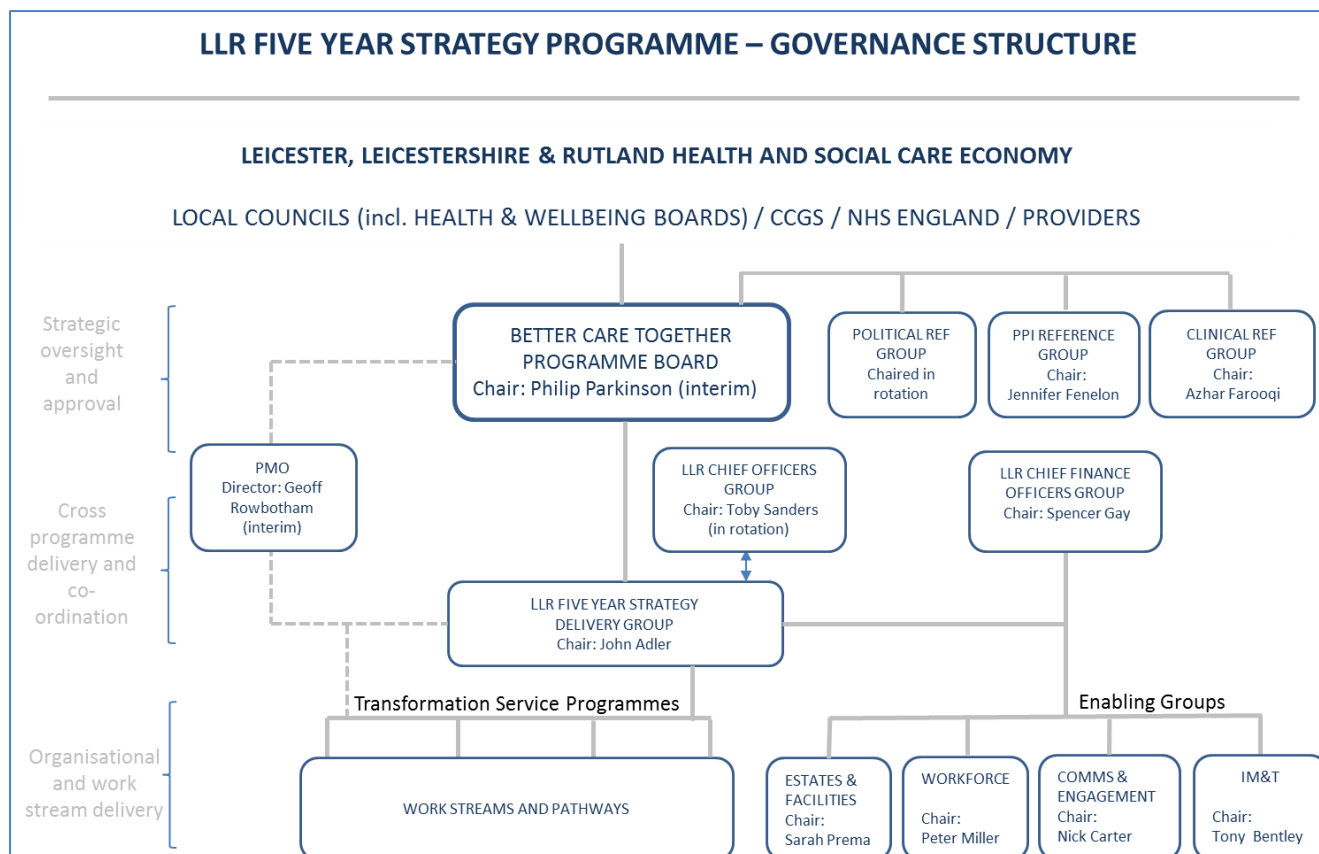 LLR FIVE YEAR STRATEGY PROGRAMME – GOVERNANCE STRUCTURE
LEICESTER, LEICESTERSHIRE & RUTLAND HEALTH AND SOCIAL CARE ECONOMY
LOCAL COUNCILS (incl. HEALTH & WELLBEING BOARDS) / CCGS / NHS ENGLAND / PROVIDERS
Strategic
oversight
and
approval
BETTER CARE TOGETHER
PROGRAMME BOARD
Chair: Philip Parkinson (interim)
POLITICAL REF
GROUP
Chaired in
rotation
PPI REFERENCE
GROUP
Chair:
Jennifer Fenelon
CLINICAL REF
GROUP
Chair:
Azhar Farooqi
Cross
programme
delivery and
co-
ordination
PMO
Director: Geoff
Rowbotham
(interim)
LLR CHIEF OFFICERS
GROUP
Chair: Toby Sanders
(in rotation)
LLR CHIEF FINANCE
OFFICERS GROUP
Chair: Spencer Gay
LLR FIVE YEAR STRATEGY
DELIVERY GROUP
Chair: John Adler
Organisational
and work
stream delivery
Transformation Service Programmes
WORK STREAMS AND PATHWAYS
Enabling Groups
ESTATES &
FACILITIES
Chair:
Sarah Prema
WORKFORCE
Chair:
Peter Miller
COMMS &
ENGAGEMENT
Chair:
Nick Carter
IM&T
Chair:
Tony Bentley